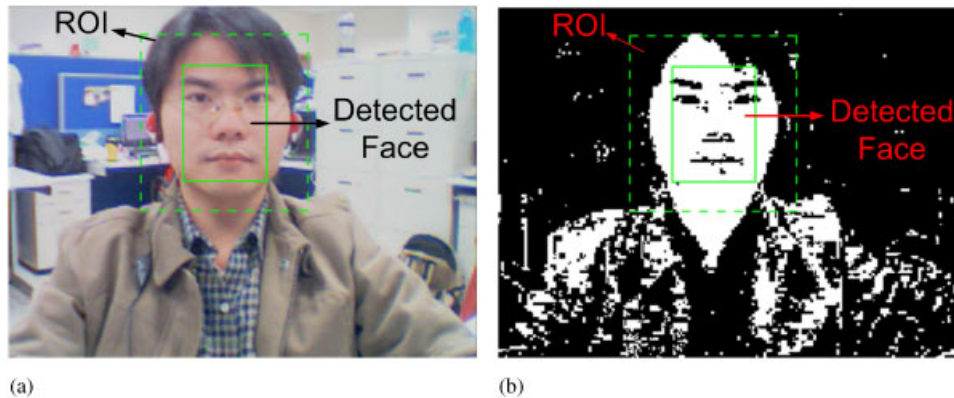 ROI
Detected
Face
(a)
ROI
Detected
Face
(b)